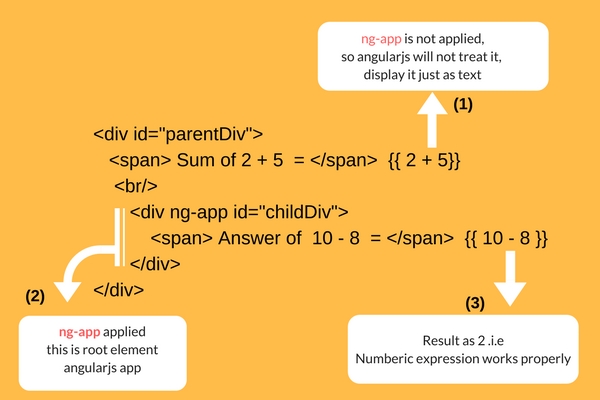 ng-app is not applied,
so angularjs will not treat it,
display it just as text
(1)
<div id="parentDiv">
<span> Sum of 2 + 5  = </span>  {{ 2 + 5}}
<br/>
<div ng-app id="childDiv">
<span> Answer of  10 - 8  = </span>  {{ 10 - 8 }}
</div>
</div>
(2)
ng-app applied
this is root element
angularjs app
(3)
Result as 2 .i.e
Numberic expression works properly